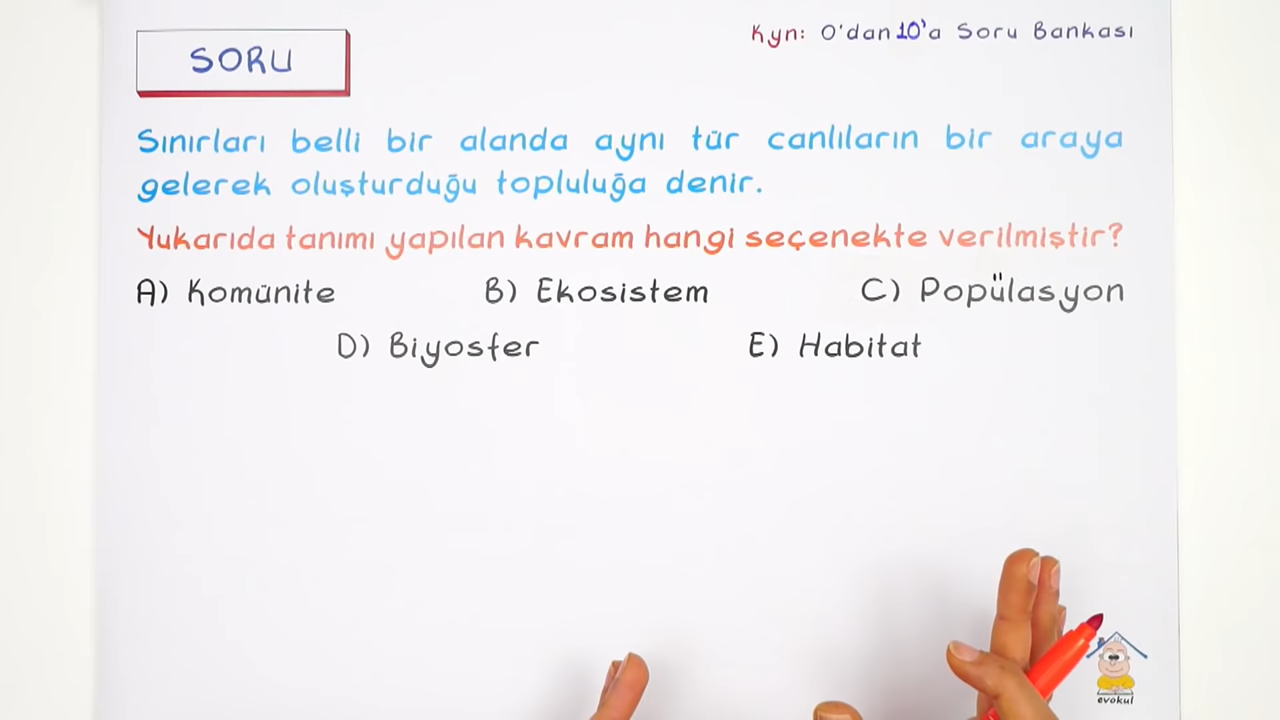 SORU
Kyn: 0'dan 10'a Soru Bankası
Sınırları belli bir alanda aynı tür canlıların bir araya
gelerek oluşturduğu topluluğa denir.
Yukarıda tanımı yapılan kavram hangi seçenekte verilmiştir?
A) Komünite B) Ekosistem C) Popülasyon
D) Biyosfer E) Habitat
evokul